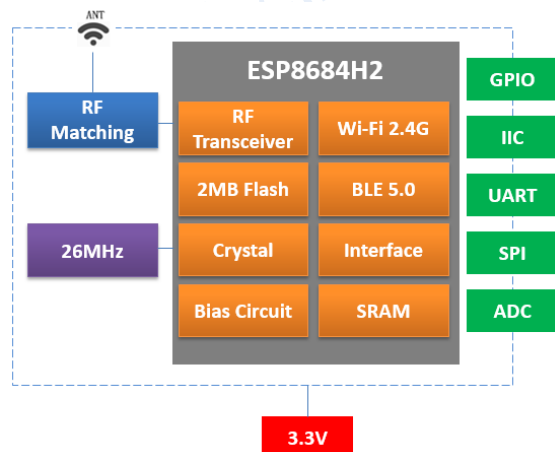 ANT
ESP8684H2
GPIO
RF
Matching
RF
Transceiver
Wi-Fi 2.4G
IIC
2MB Flash
BLE 5.0
UART
26MHz
Crystal
Interface
SPI
Bias Circuit
SRAM
ADC
3.3V